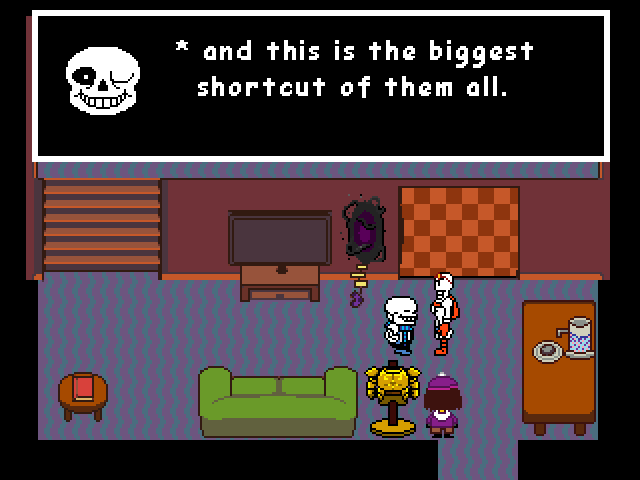 * and this is the biggest
shortcut of them all.